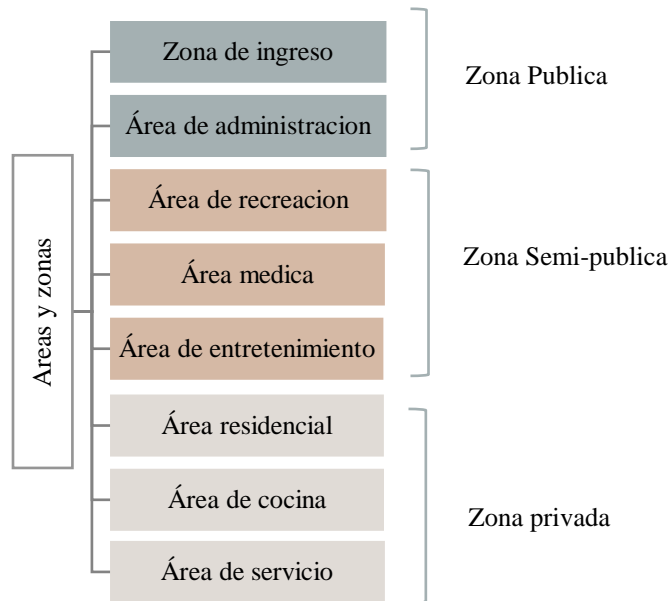 Areas y zonas
Zona de ingreso
Área de administracion
Zona Publica
Área de recreacion
Área medica
Área de entretenimiento
Zona Semi-publica
Área residencial
Área de cocina
Área de servicio
Zona privada